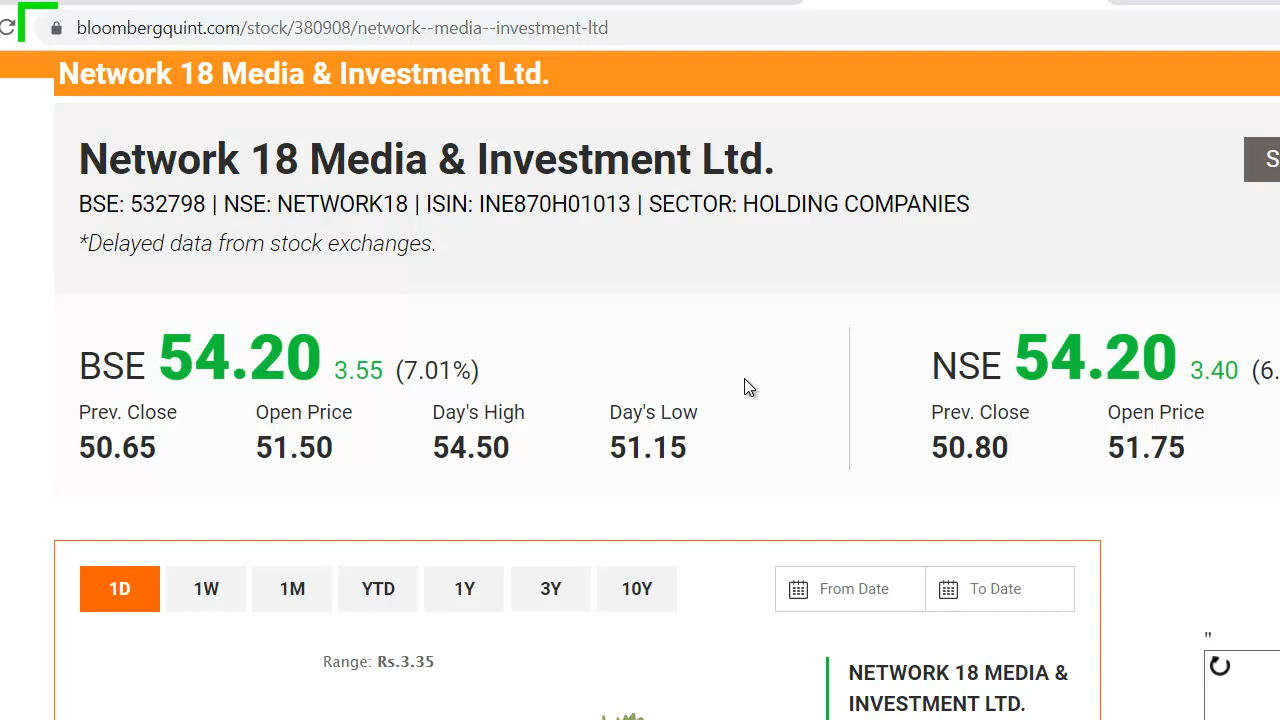 bloombergquint.com/stock/380908/network--media--investment-ltd
Network 18 Media & Investment Ltd.
Network 18 Media & Investment Ltd.
S
BSE: 532798 | NSE: NETWORK18 | ISIN: INE870H01013 | SECTOR: HOLDING COMPANIES
*Delayed data from stock exchanges.
BSE 54.20 3.55 (7.01%)
Prev. Close Open Price Day's High Day's Low
50.65 51.50 54.50 51.15
NSE 54.20 3.40 (6.
Prev. Close Open Price
50.80 51.75
1D 1W 1M YTD 1Y 3Y 10Y
From Date To Date
"
Range: Rs.3.35
NETWORK 18 MEDIA &
INVESTMENT LTD.